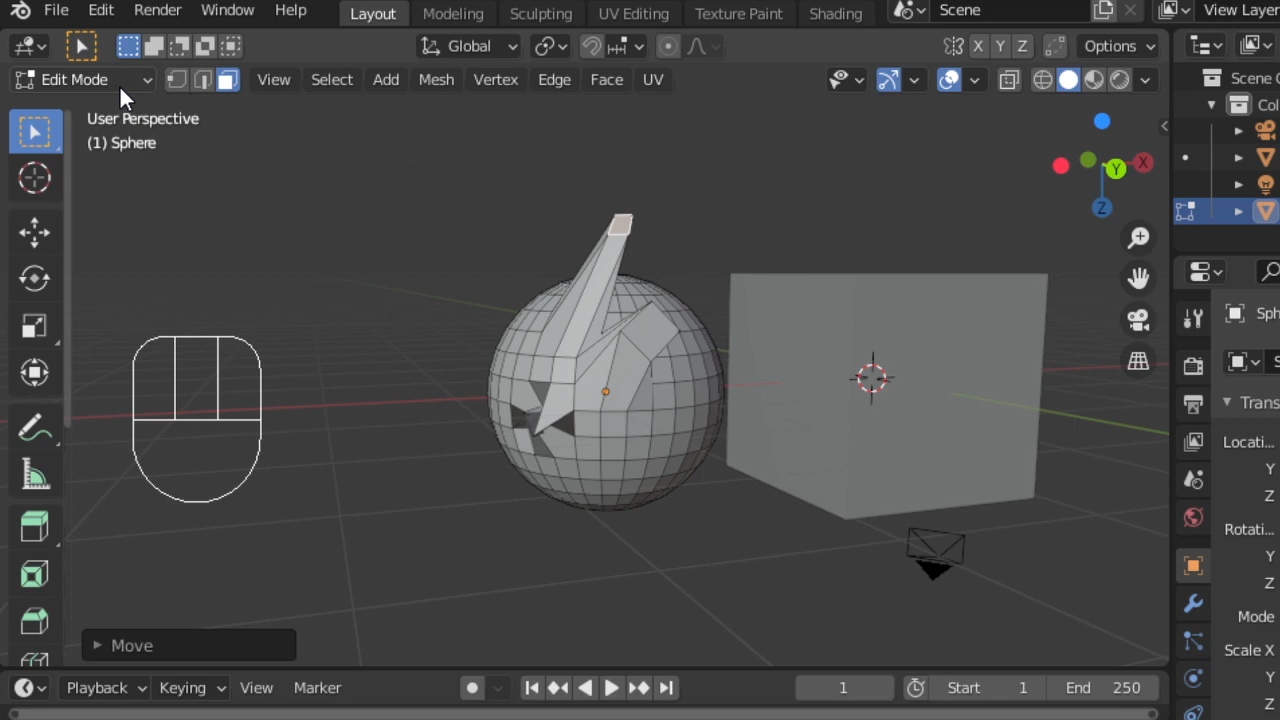 File Edit Render Window Help Layout Modeling Sculpting UV Editing Texture Paint Shading Scene View Layer
Global X Y Z Options
Edit Mode View Select Add Mesh Vertex Edge Face UV
Scene C
Col
User Perspective
(1) Sphere
X
Y
Z
Sph
S
Trans
Locati...
Y
Z
Rotati...
Y
Z
Mode
Scale X
Y
Z
Move
Playback Keying View Marker 1 Start 1 End 250